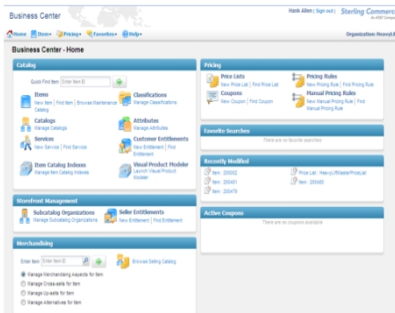 Business Center
Hank Allen | Sign out |
Sterling Commerce
Home
Item
Pricing
Favorites
Help
Organization: HeavyLif
Business Center - Home
Catalog
Quick Find Item Enter Item ID
Items
New Item | Find Item | Browse Maintenance Catalog
Classifications
Manage Classifications
Catalogs
Manage Catalogs
Attributes
Manage Attributes
Services
New Service | Find Service
Customer Entitlements
New Entitlement | Find Entitlement
Item Catalog Indexes
Manage Item Catalog Indexes
Visual Product Modeler
Launch Visual Product Modeler
Storefront Management
Subcatalog Organizations
Manage Subcatalog Organizations
Seller Entitlements
New Entitlement | Find Entitlement
Merchandising
Enter Item Enter Item ID
Browse Selling Catalog
Manage Merchandising Aspects for Item
Manage Cross-sells for Item
Manage Up-sells for Item
Manage Alternatives for Item
Pricing
Price Lists
New Price List | Find Price List
Pricing Rules
New Pricing Rule | Find Pricing Rule
Coupons
New Coupon | Find Coupon
Manual Pricing Rules
New Manual Pricing Rule | Find Manual Pricing Rule
Favorite Searches
There are no favorite searches
Recently Modified
Item:
Price List:
Item:
Item:
Item:
Active Coupons
There are no coupons available